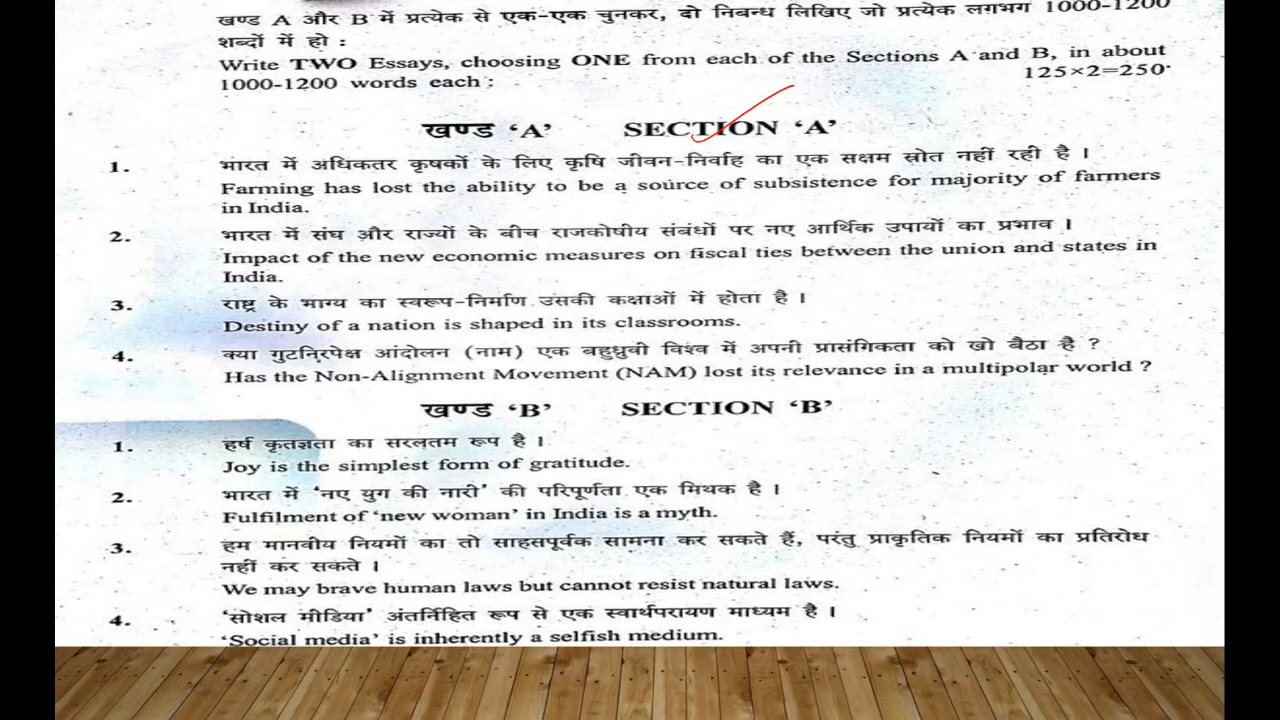 खण्ड A और B में प्रत्येक से एक-एक चुनकर, दो निबन्ध लिखिए जो प्रत्येक लगभग 1000-1200
शब्दों में हो :
Write TWO Essays, choosing ONE from each of the Sections A and B, in about
1000-1200 words each :
125×2=250
खण्ड 'A' SECTION 'A'
1. भारत में अधिकतर कृषकों के लिए कृषि जीवन-निर्वाह का एक सक्षम स्रोत नहीं रही है ।
Farming has lost the ability to be a source of subsistence for majority of farmers
in India.
2. भारत में संघ और राज्यों के बीच राजकोषीय संबंधों पर नए आर्थिक उपायों का प्रभाव ।
Impact of the new economic measures on fiscal ties between the union and states in
India.
3. राष्ट्र के भाग्य का स्वरूप-निर्माण उसकी कक्षाओं में होता है ।
Destiny of a nation is shaped in its classrooms.
4. क्या गुटनिरपेक्ष आंदोलन (नाम) एक बहुध्रुवी विश्व में अपनी प्रासंगिकता को खो बैठा है ?
Has the Non-Alignment Movement (NAM) lost its relevance in a multipolar world ?
खण्ड 'B' SECTION 'B'
1. हर्ष कृतज्ञता का सरलतम रूप है ।
Joy is the simplest form of gratitude.
2. भारत में 'नए युग की नारी' की परिपूर्णता एक मिथक है ।
Fulfilment of 'new woman' in India is a myth.
3. हम मानवीय नियमों का तो साहसपूर्वक सामना कर सकते हैं, परंतु प्राकृतिक नियमों का प्रतिरोध
नहीं कर सकते ।
We may brave human laws but cannot resist natural laws.
4. 'सोशल मीडिया' अंतर्निहित रूप से एक स्वार्थपरायण माध्यम है ।
'Social media' is inherently a selfish medium.